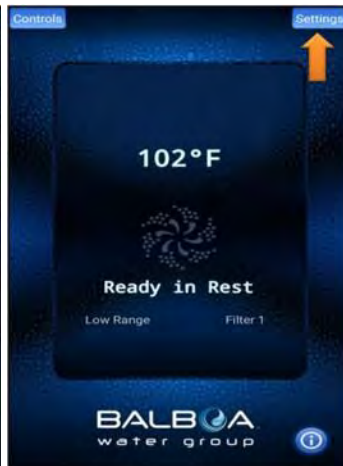 Controls Settings
102°F
Ready in Rest
Low Range Filter 1
BALBOA
water group
i